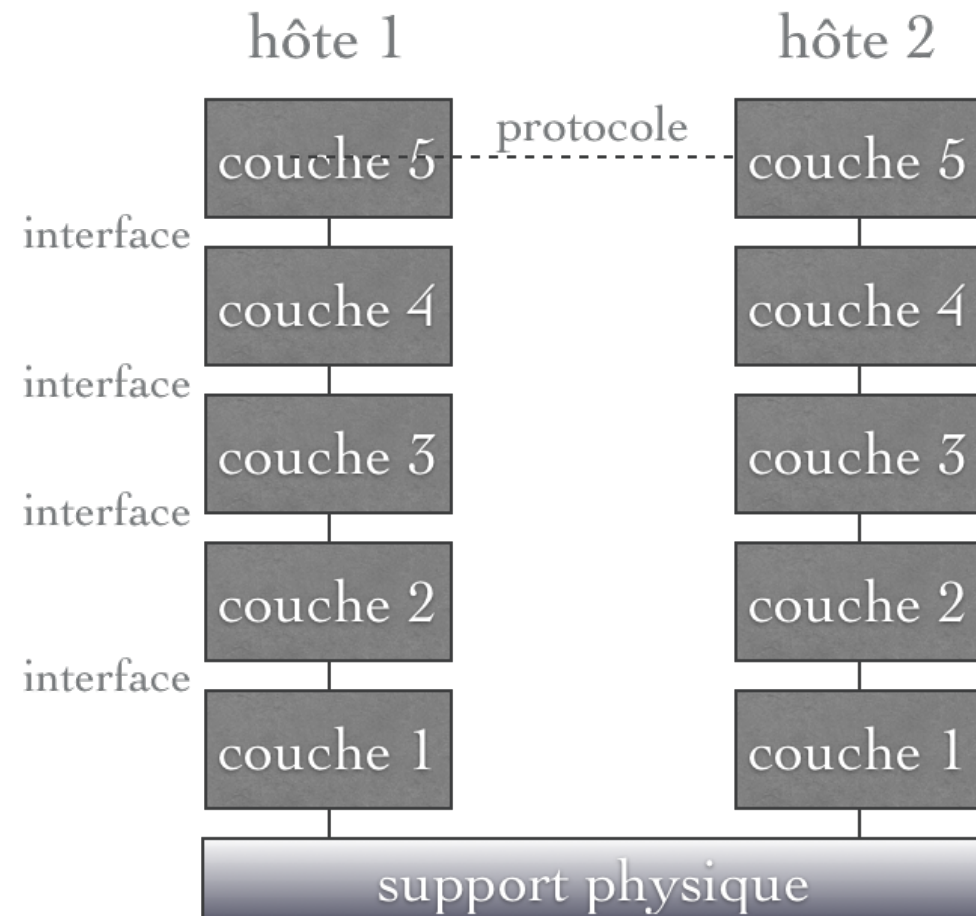 hôte 1 hôte 2
protocole
couche 5 couche 5
interface
couche 4 couche 4
interface
couche 3 couche 3
interface
couche 2 couche 2
interface
couche 1 couche 1
support physique